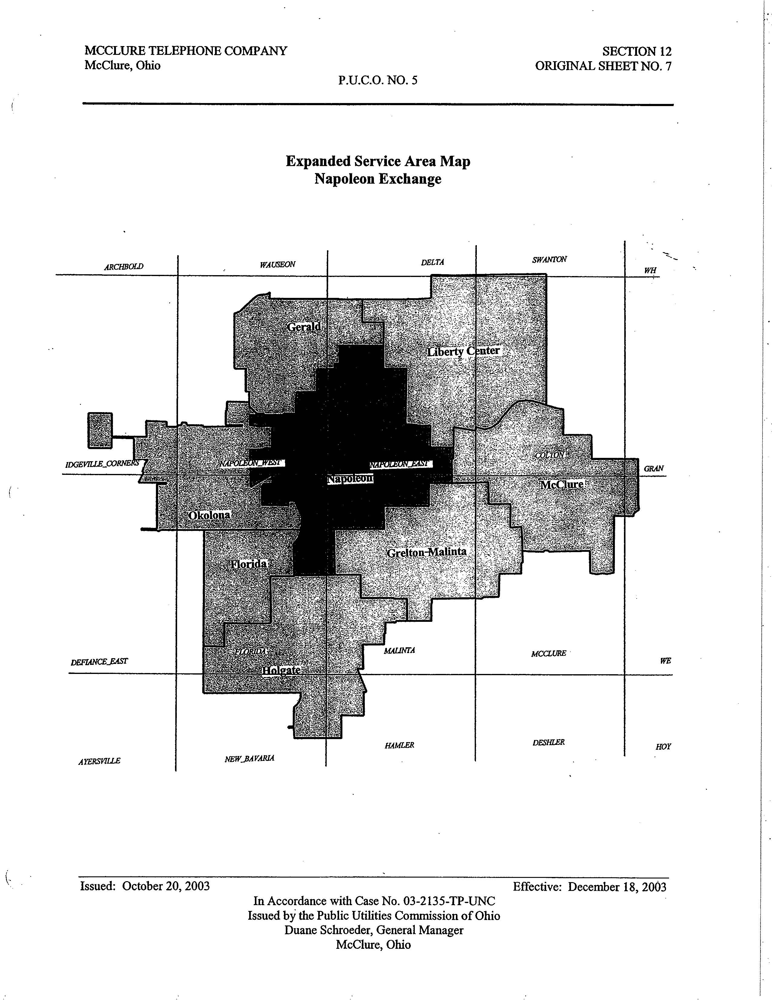 MCCLURE TELEPHONE COMPANY
SECTION 12
McClure, Ohio
ORIGINAL SHEET NO. 7
P.U.C.O. NO. 5
Expanded Service Area Map
Napoleon Exchange
ARCHBOLD
WAUSEON
DELTA
SWANTON
WH
Gerald
Liberty Center
COLTON
IDGEVILLE_CORNERS
NAPOLEON_WEST
NAPOLEON_EAST
GRAN
Napoleon
McClure
Okolona
Grelton-Malinta
Florida
FLORIDA
MALINTA
MCCLURE
DEFIANCE_EAST
WE
Holgate
HAMLER
DESHLER
HOY
AYERSVILLE
NEW_BAVARIA
Issued: October 20, 2003
Effective: December 18, 2003
In Accordance with Case No. 03-2135-TP-UNC
Issued by the Public Utilities Commission of Ohio
Duane Schroeder, General Manager
McClure, Ohio